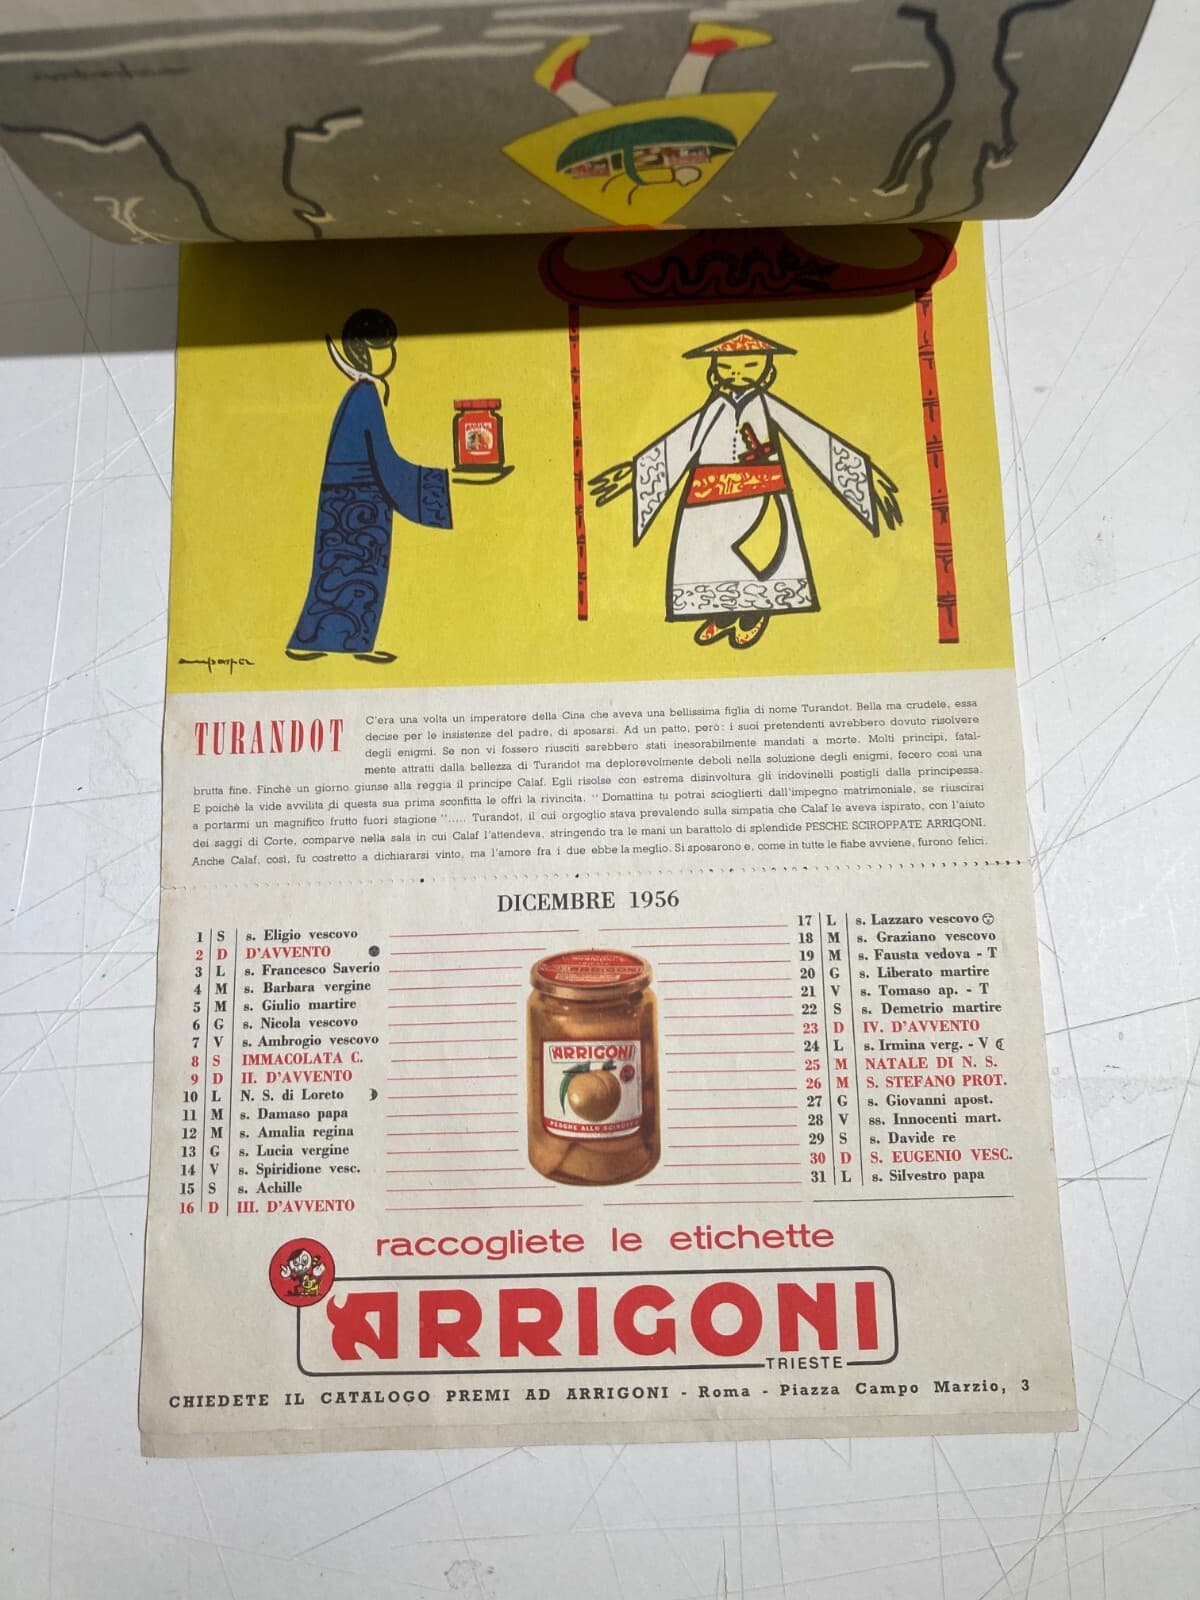 TURANDOT
C'era una volta un imperatore della Cina che aveva una bellissima figlia di nome Turandot. Bella ma crudele, essa
decise per le insistenze del padre, di sposarsi. Ad un patto, però: i suoi pretendenti avrebbero dovuto risolvere
degli enigmi. Se non vi fossero riusciti sarebbero stati inesorabilmente mandati a morte. Molti principi, fatal-
mente attratti dalla bellezza di Turandot ma deplorevolmente deboli nella soluzione degli enigmi, fecero così una
brutta fine. Finchè un giorno giunse alla reggia il principe Calaf. Egli risolse con estrema disinvoltura gli indovinelli postigli dalla principessa.
E poichè la vide avvilita di questa sua prima sconfitta le offrì la rivincita. " Domattina tu potrai scioglierti dall'impegno matrimoniale, se riuscirai
a portarmi un magnifico frutto fuori stagione "..... Turandot, il cui orgoglio stava prevalendo sulla simpatia che Calaf le aveva ispirato, con l'aiuto
dei saggi di Corte, comparve nella sala in cui Calaf l'attendeva, stringendo tra le mani un barattolo di splendide PESCHE SCIROPPATE ARRIGONI.
Anche Calaf, così, fu costretto a dichiararsi vinto, ma l'amore fra i due ebbe la meglio. Si sposarono e, come in tutte le fiabe avviene, furono felici.
DICEMBRE 1956
1 S s. Eligio vescovo
2 D D'AVVENTO
3 L s. Francesco Saverio
4 M s. Barbara vergine
5 M s. Giulio martire
6 G s. Nicola vescovo
7 V s. Ambrogio vescovo
8 S IMMACOLATA C.
9 D II. D'AVVENTO
10 L N. S. di Loreto
11 M s. Damaso papa
12 M s. Amalia regina
13 G s. Lucia vergine
14 V s. Spiridione vesc.
15 S s. Achille
16 D III. D'AVVENTO
17 L s. Lazzaro vescovo
18 M s. Graziano vescovo
19 M s. Fausta vedova - T
20 G s. Liberato martire
21 V s. Tomaso ap. - T
22 S s. Demetrio martire
23 D IV. D'AVVENTO
24 L s. Irmina verg. - V
25 M NATALE DI N. S.
26 M S. STEFANO PROT.
27 G s. Giovanni apost.
28 V ss. Innocenti mart.
29 S s. Davide re
30 D S. EUGENIO VESC.
31 L s. Silvestro papa
ARRIGONI
ARRIGONI
PESCHE ALLO SCIROPPO
raccogliete le etichette
ARRIGONI
TRIESTE
CHIEDETE IL CATALOGO PREMI AD ARRIGONI - Roma - Piazza Campo Marzio, 3